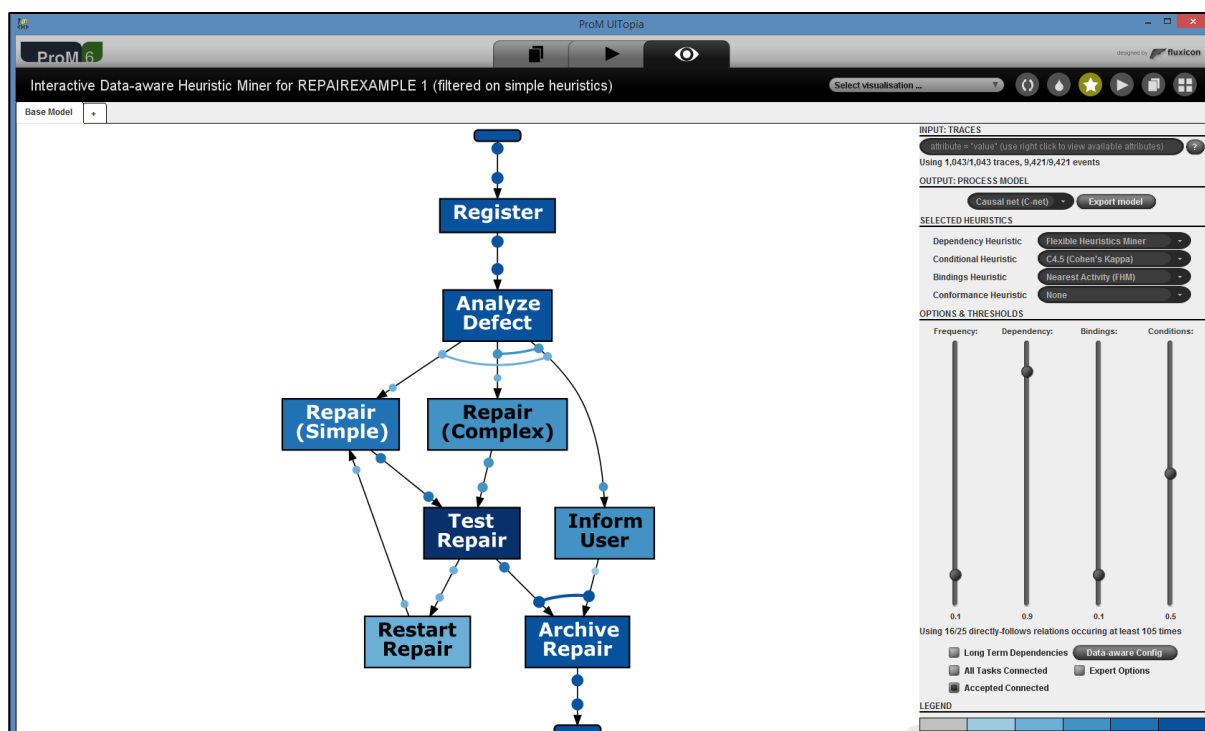 ProM UITopia
ProM 6
designed by fluxicon
Interactive Data-aware Heuristic Miner for REPAIREXAMPLE 1 (filtered on simple heuristics)
Select visualisation ...
Base Model
+
Register
Analyze
Defect
Repair
(Simple)
Repair
(Complex)
Test
Repair
Inform
User
Restart
Repair
Archive
Repair
INPUT: TRACES
attribute = "value" (use right click to view available attributes)
?
Using 1,043/1,043 traces, 9,421/9,421 events
OUTPUT: PROCESS MODEL
Causal net (C-net)
Export model
SELECTED HEURISTICS
Dependency Heuristic
Flexible Heuristics Miner
Conditional Heuristic
C4.5 (Cohen's Kappa)
Bindings Heuristic
Nearest Activity (FHM)
Conformance Heuristic
None
OPTIONS & THRESHOLDS
Frequency: Dependency: Bindings: Conditions:
0.1 0.9 0.1 0.5
Using 16/25 directly-follows relations occuring at least 105 times
Long Term Dependencies
Data-aware Config
All Tasks Connected
Expert Options
Accepted Connected
LEGEND